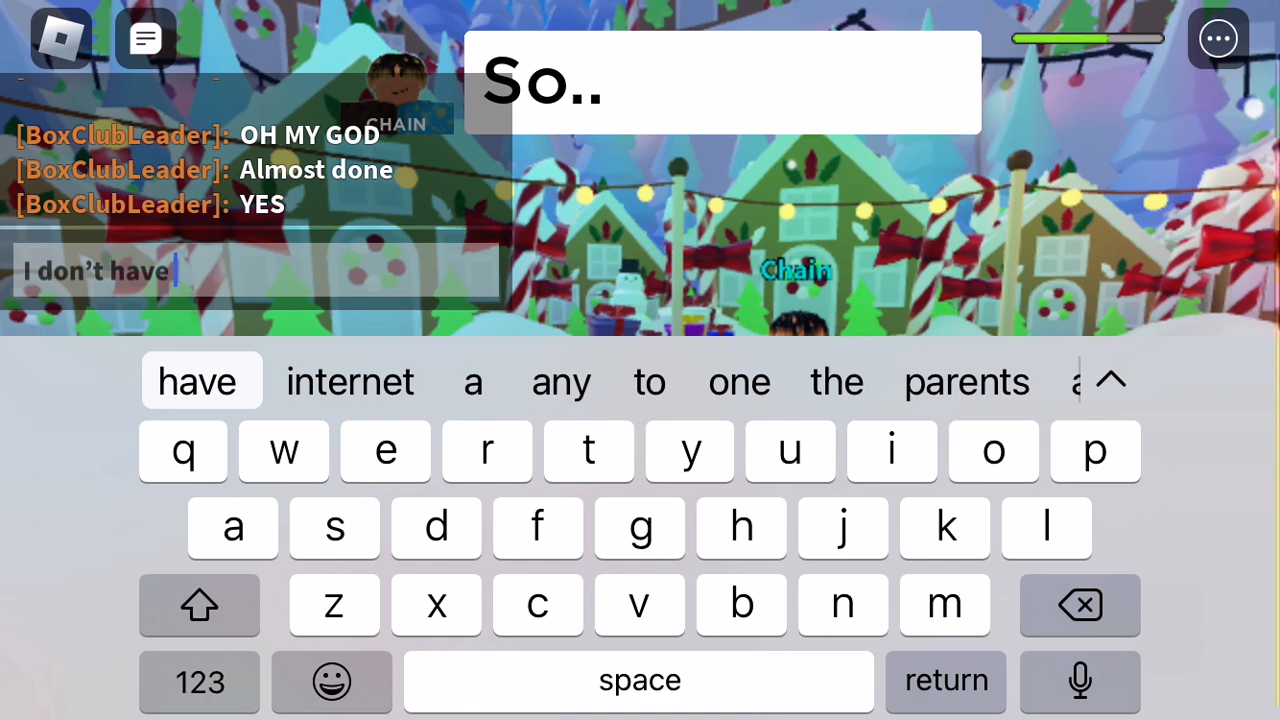 So..
CHAIN
[BoxClubLeader]: OH MY GOD
[BoxClubLeader]: Almost done
[BoxClubLeader]: YES
I don’t have
Chain
have internet a any to one the parents
q w e r t y u i o p
a s d f g h j k l
z x c v b n m
123 space return